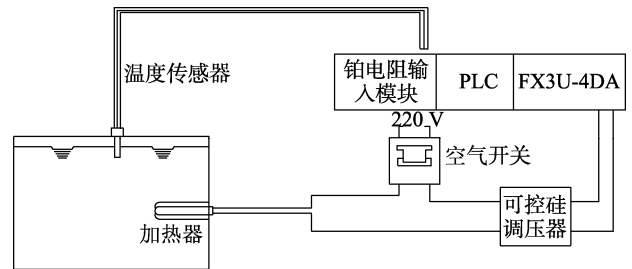 温度传感器
铂电阻输
入模块
PLC
FX3U-4DA
220 V
空气开关
可控硅
调压器
加热器